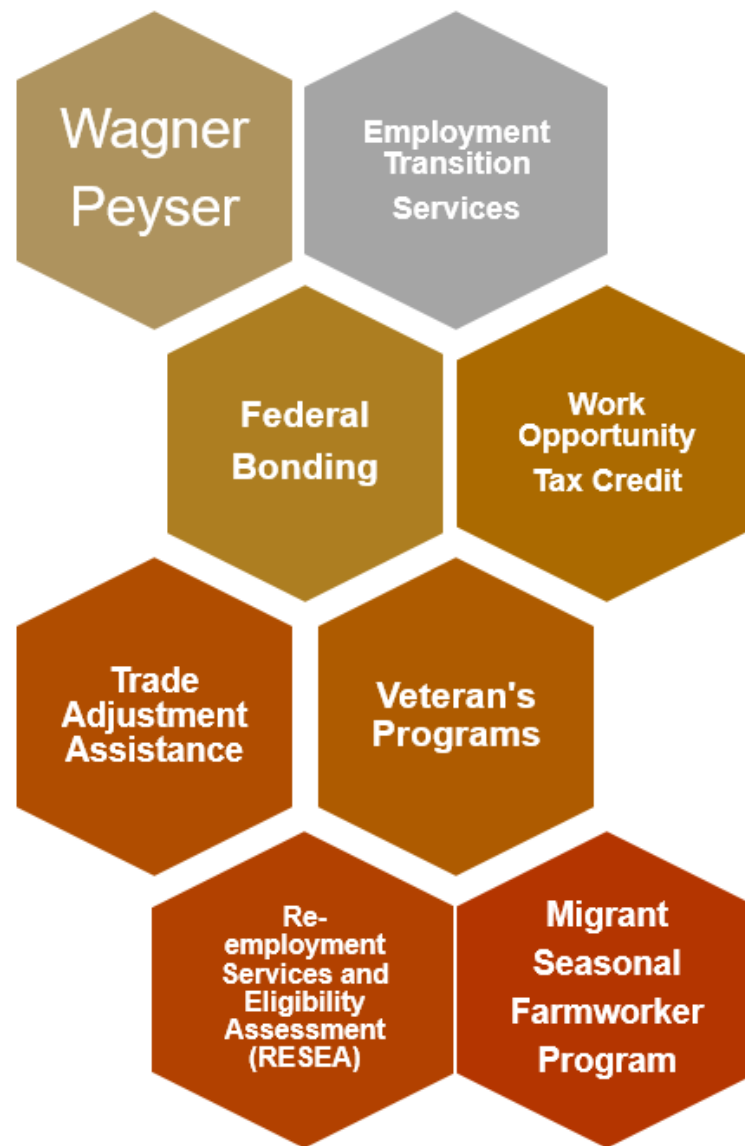 Wagner
Peyser
Employment
Transition
Services
Federal
Bonding
Work
Opportunity
Tax Credit
Trade
Adjustment
Assistance
Veteran's
Programs
Re-
employment
Services and
Eligibility
Assessment
(RESEA)
Migrant
Seasonal
Farmworker
Program